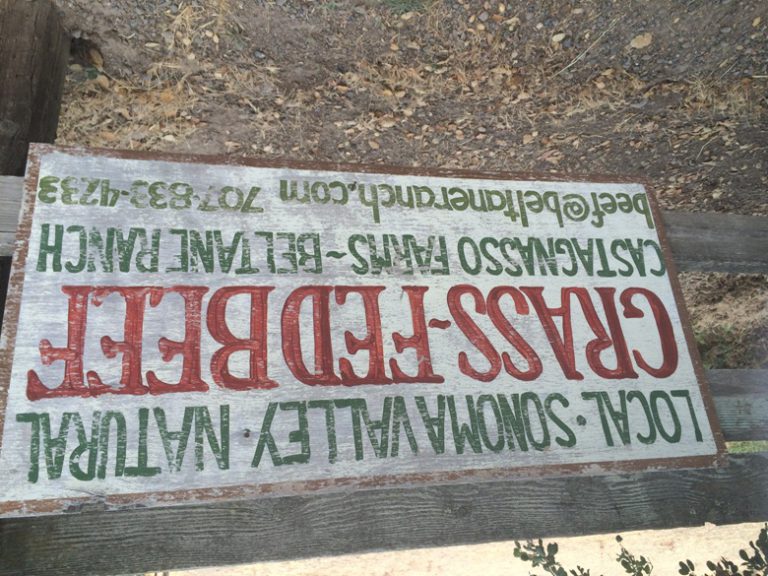 LOCAL · SONOMA VALLEY NATURAL
GRASS-FED BEEF
CASTAGNASSO FARMS ~ BELTANE RANCH
beef@beltaneranch.com 707-833-4233